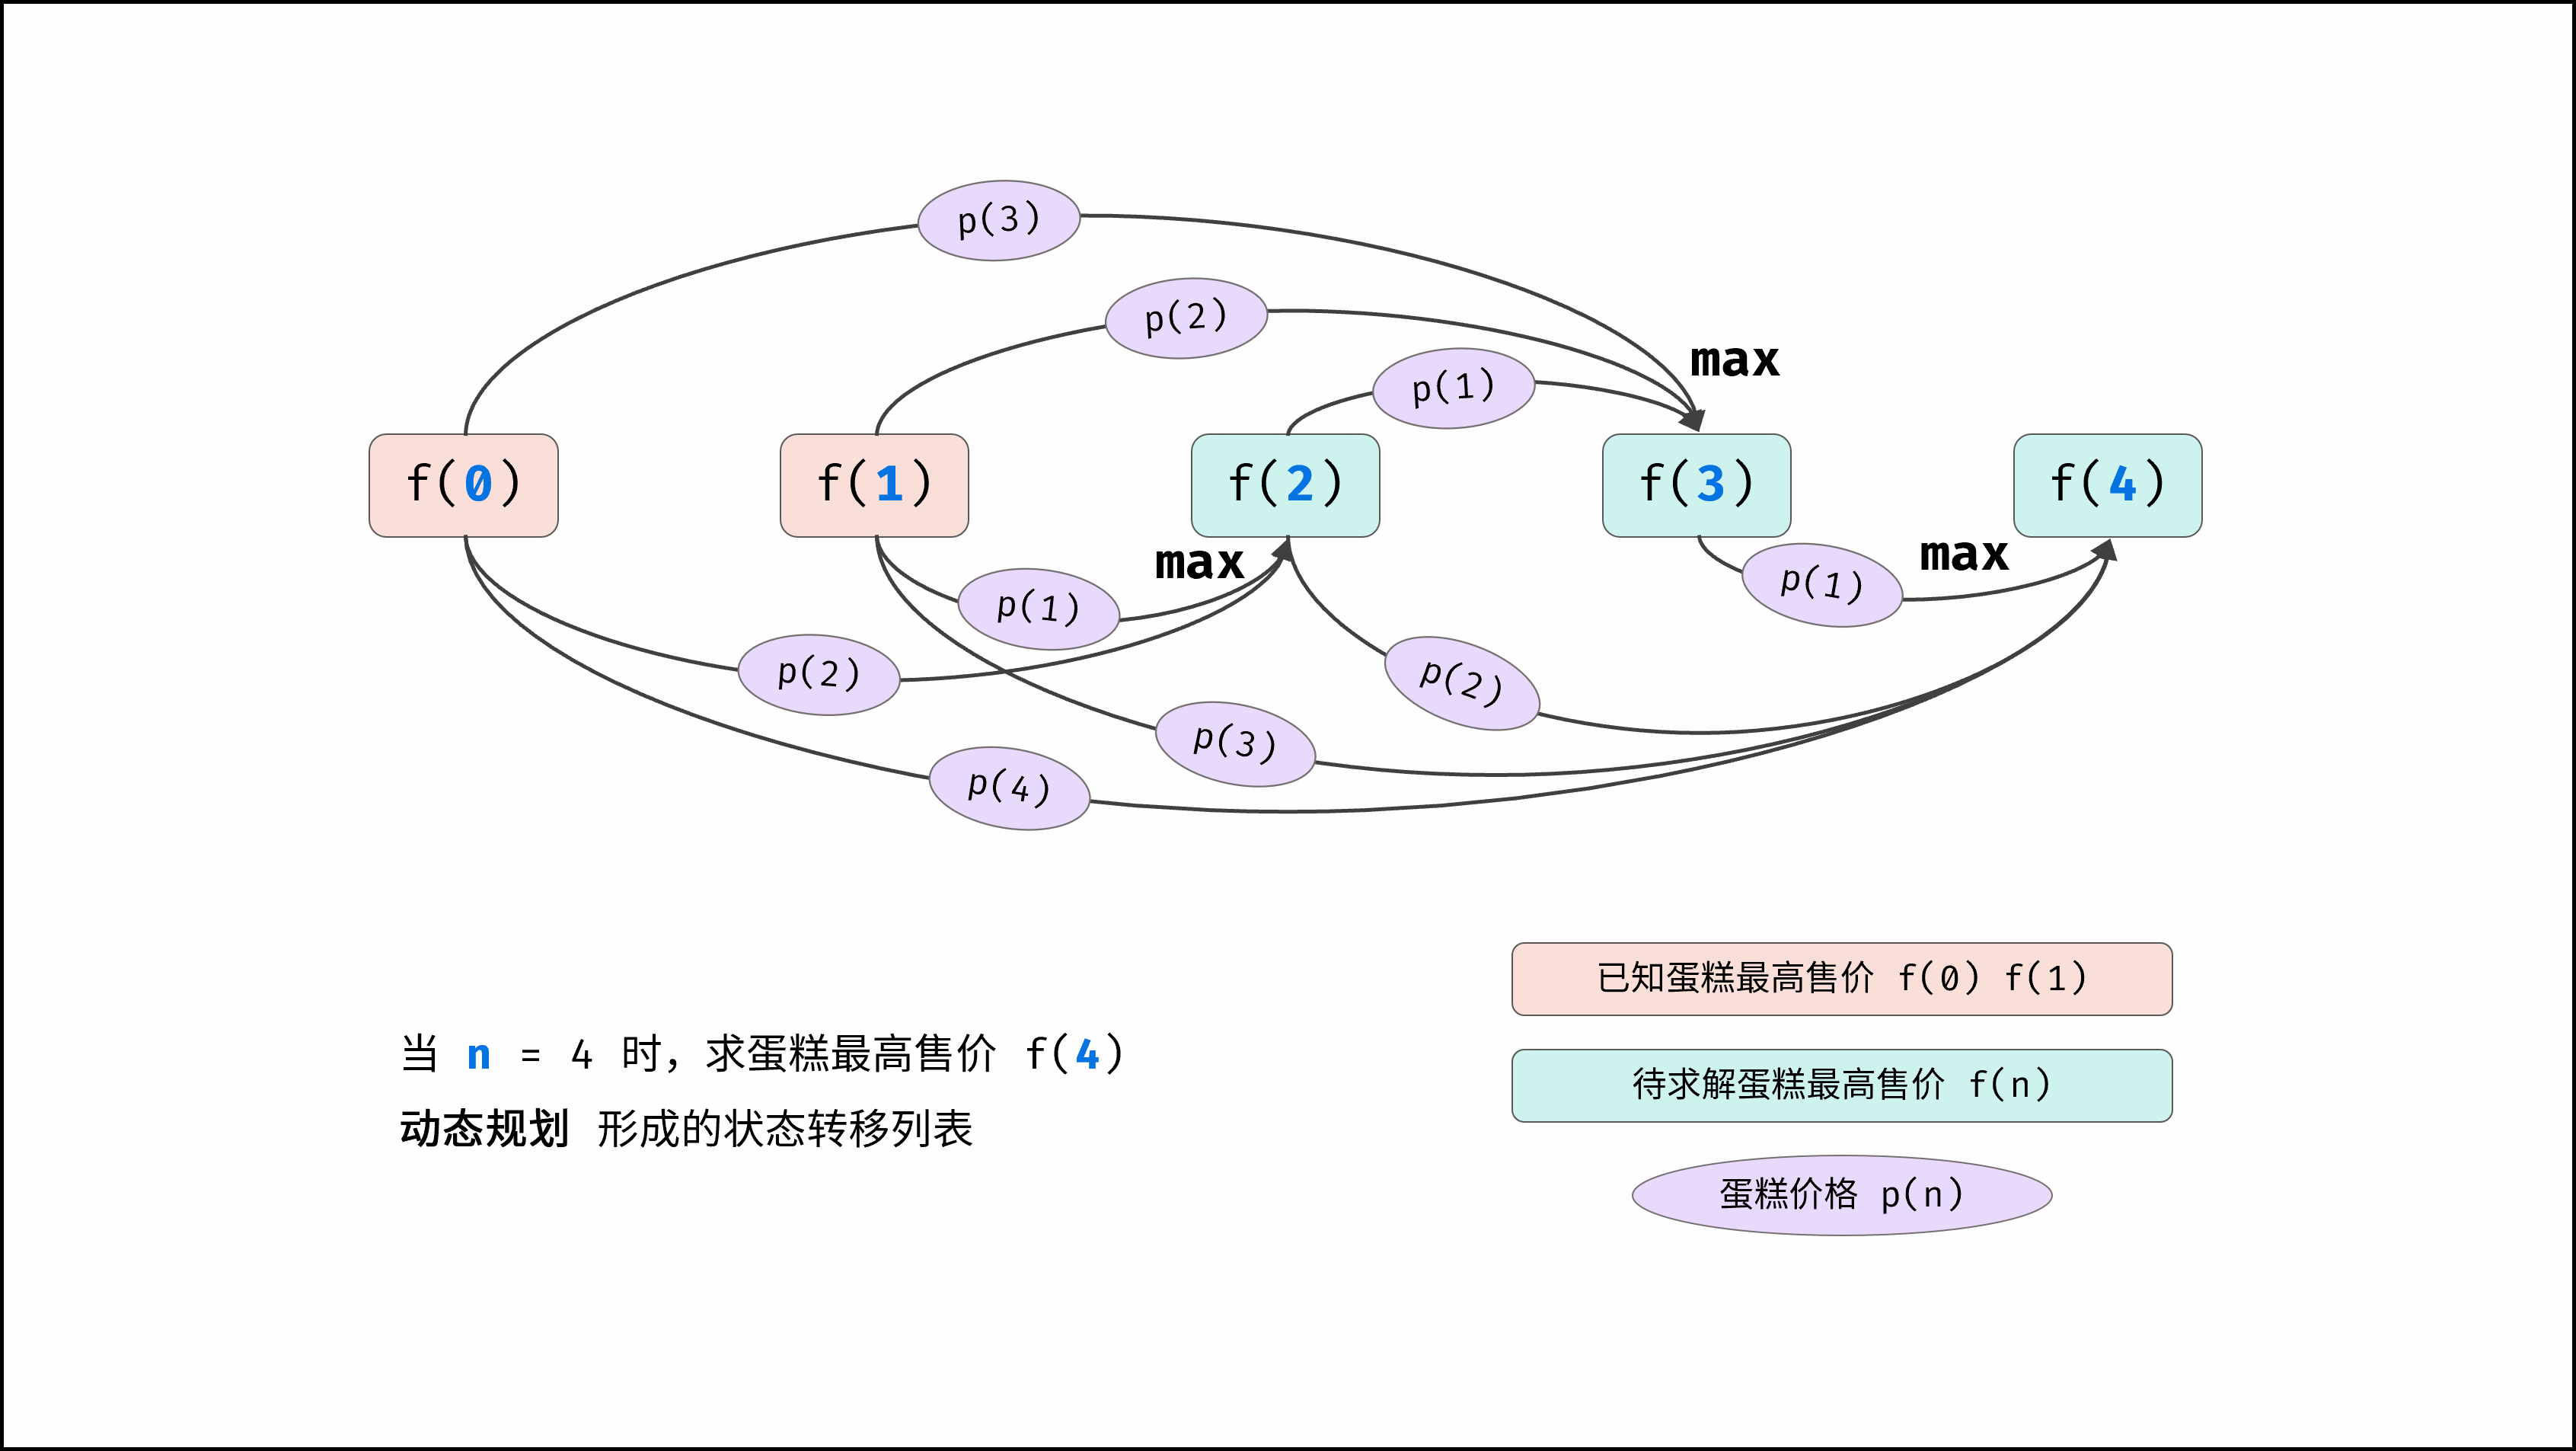 p(3)
p(2)
max
p(1)
f(0) f(1) f(2) f(3) f(4)
max
max
p(1)
p(1)
p(2)
p(2)
p(3)
p(4)
已知蛋糕最高售价 f(0) f(1)
当 n = 4 时，求蛋糕最高售价 f(4)
待求解蛋糕最高售价 f(n)
动态规划 形成的状态转移列表
蛋糕价格 p(n)